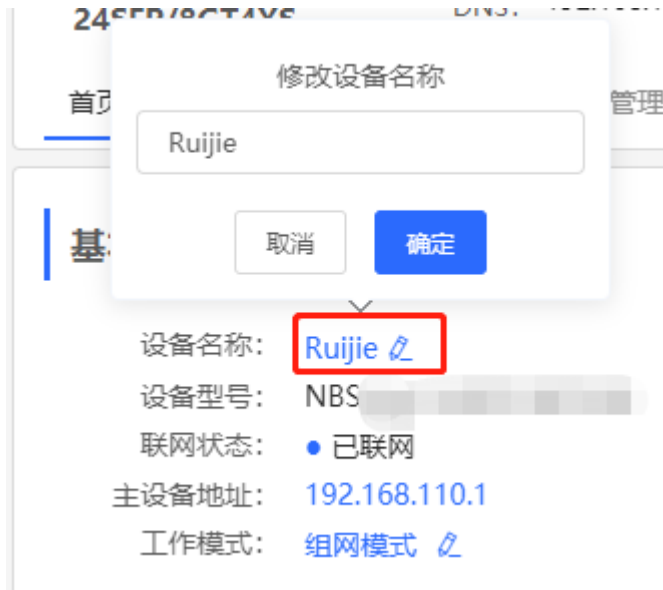 修改设备名称
首页
管理
Ruijie
取消
确定
设备名称：
Ruijie
设备型号：
NBS
联网状态：
已联网
主设备地址：
192.168.110.1
工作模式：
组网模式